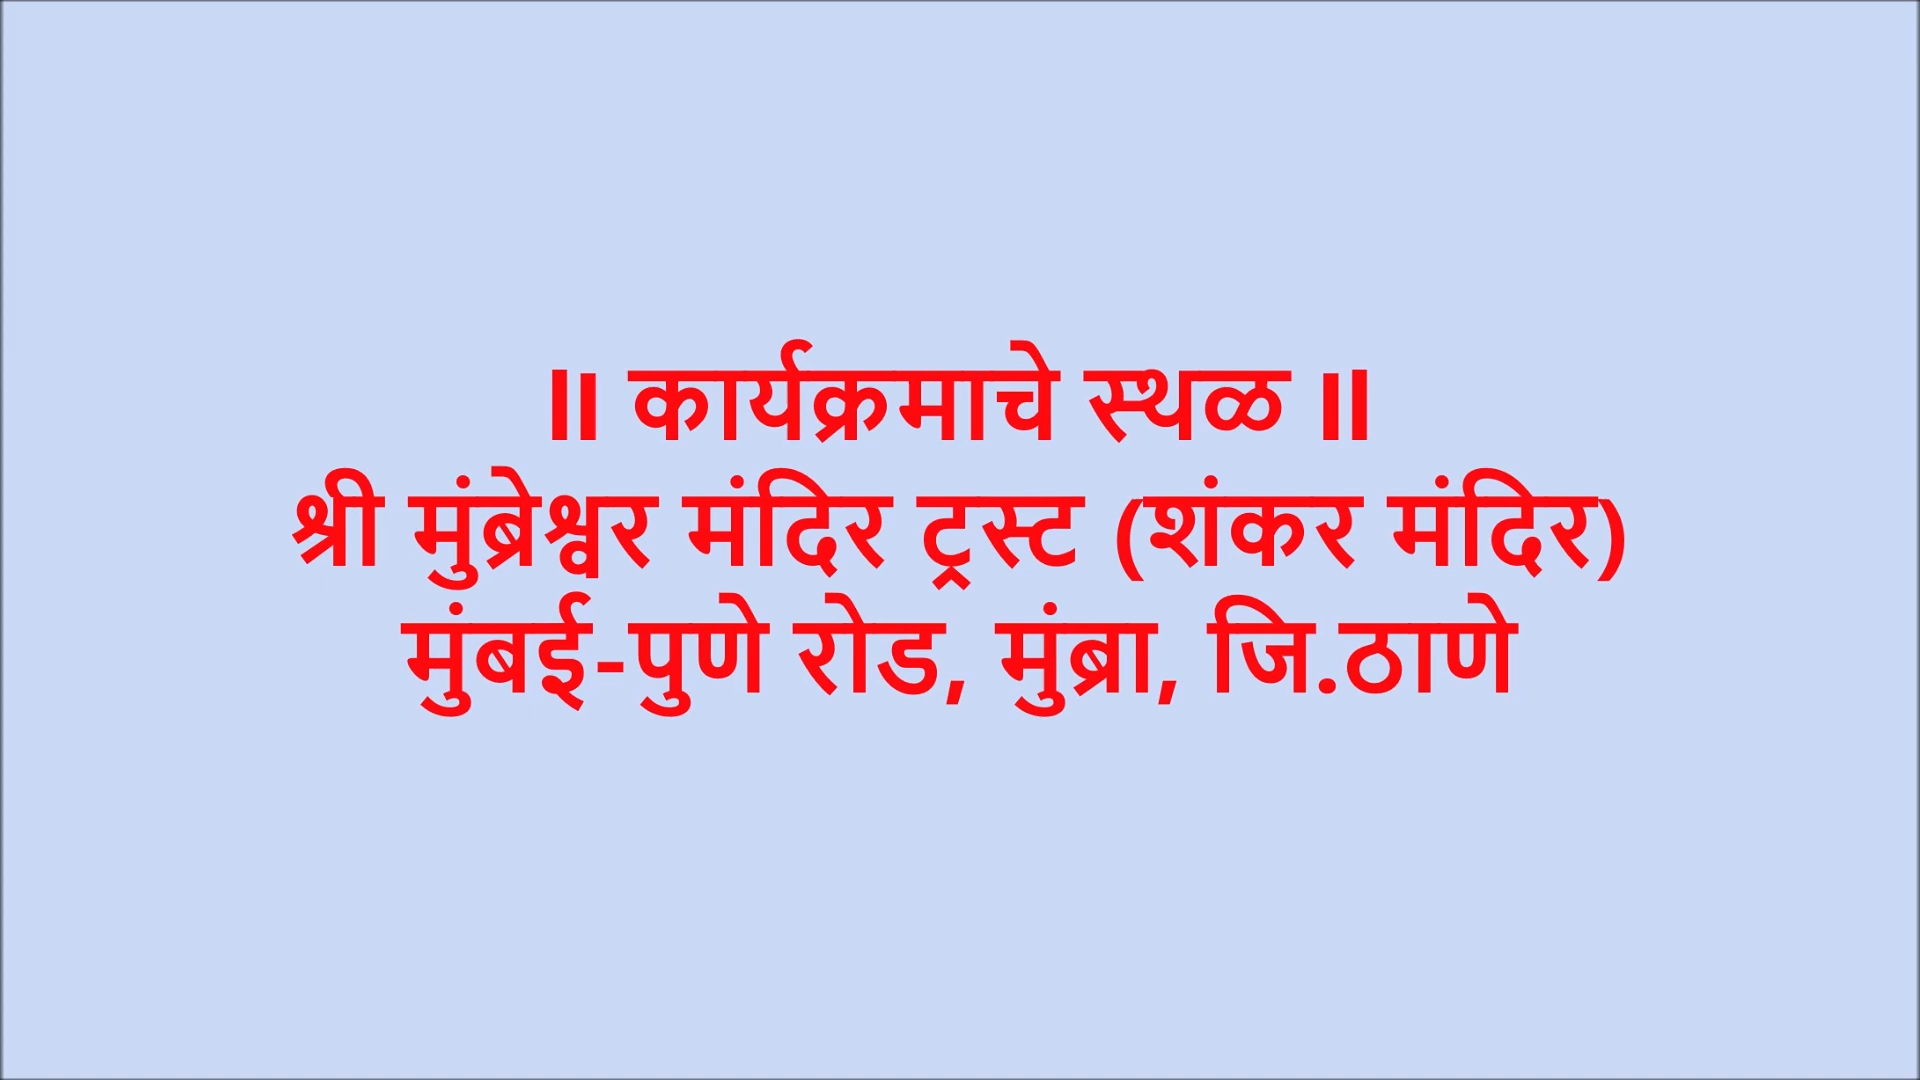 ॥ कार्यक्रमाचे स्थळ ॥
श्री मुंब्रेश्वर मंदिर ट्रस्ट (शंकर मंदिर)
मुंबई-पुणे रोड, मुंब्रा, जि.ठाणे